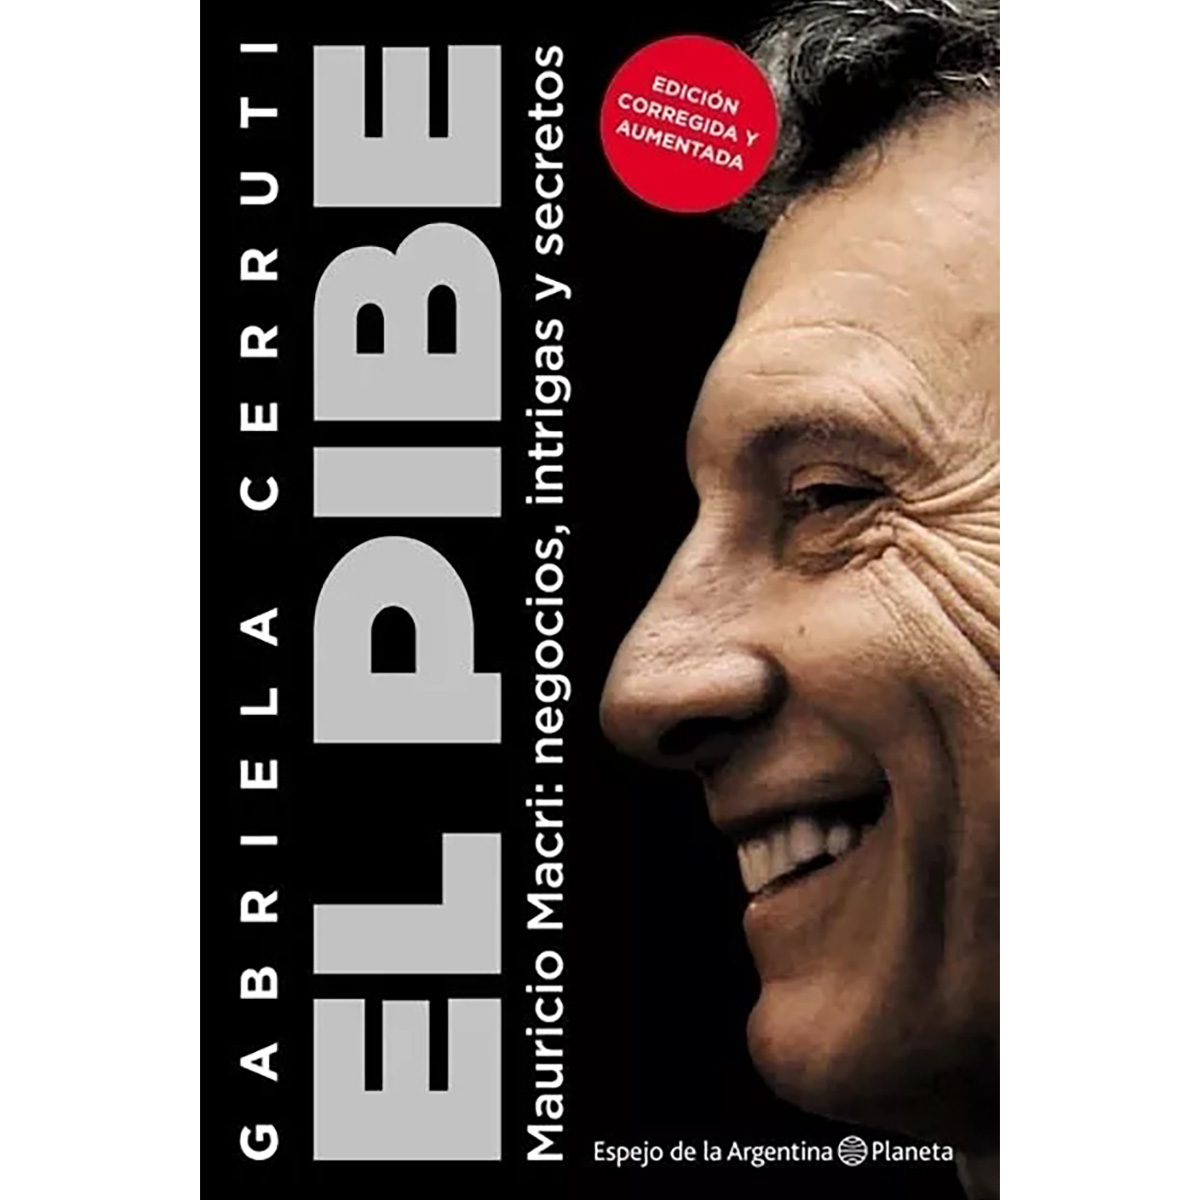 GABRIELA CERRUTI
EL PIBE
Mauricio Macri: negocios, intrigas y secretos
EDICIÓN
CORREGIDA Y
AUMENTADA
Espejo de la Argentina Planeta